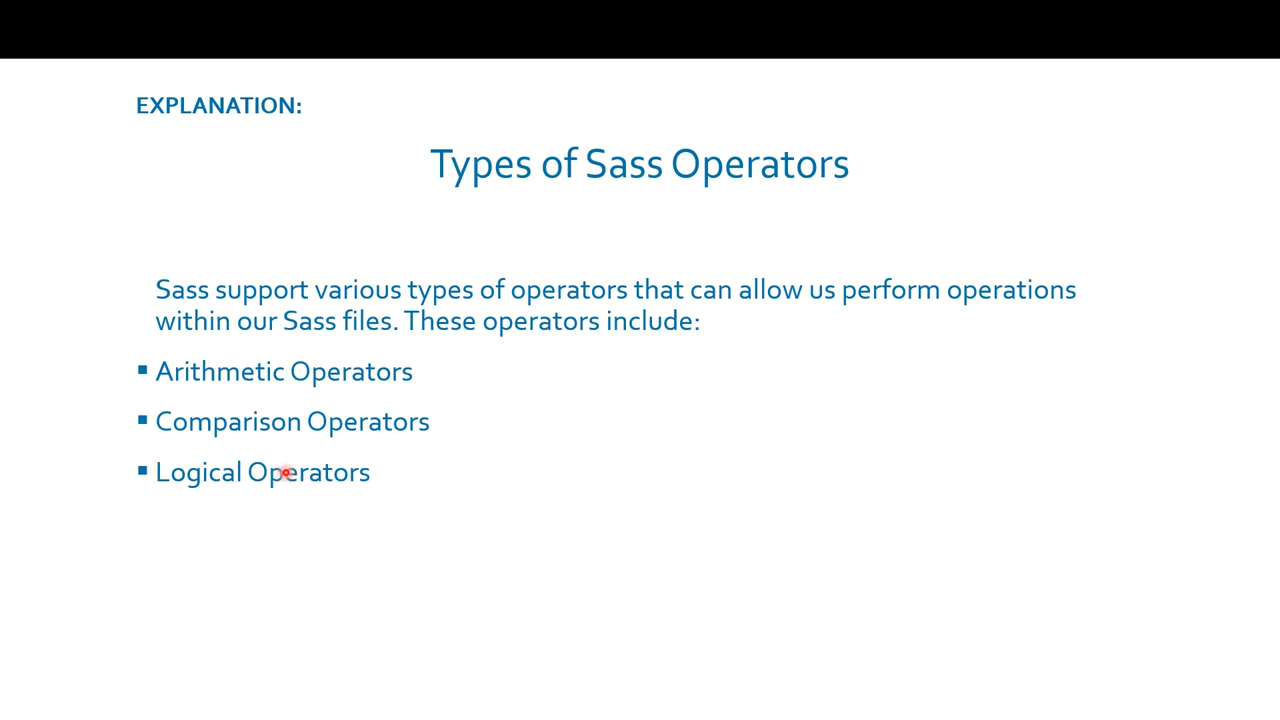 EXPLANATION:
Types of Sass Operators
Sass support various types of operators that can allow us perform operations
within our Sass files. These operators include:
▪ Arithmetic Operators
▪ Comparison Operators
▪ Logical Operators